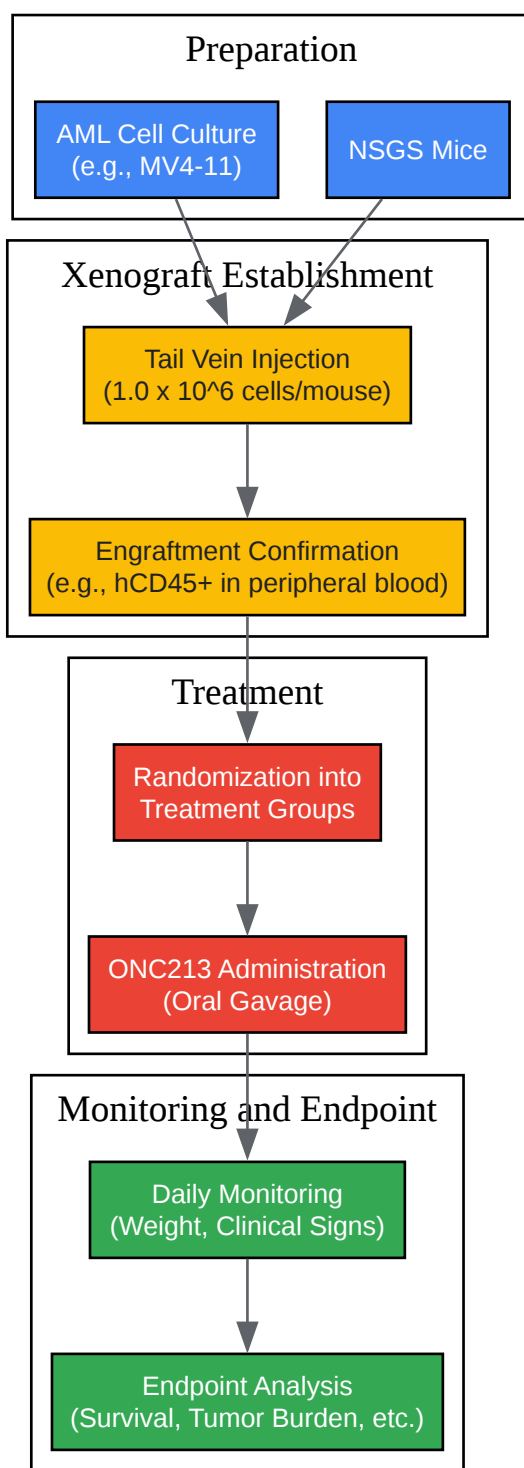 Preparation
AML Cell Culture
(e.g., MV4-11)
NSGS Mice
Xenograft Establishment
Tail Vein Injection
(1.0 x 10^6 cells/mouse)
Engraftment Confirmation
(e.g., hCD45+ in peripheral blood)
Treatment
Randomization into
Treatment Groups
ONC213 Administration
(Oral Gavage)
Monitoring and Endpoint
Daily Monitoring
(Weight, Clinical Signs)
Endpoint Analysis
(Survival, Tumor Burden, etc.)